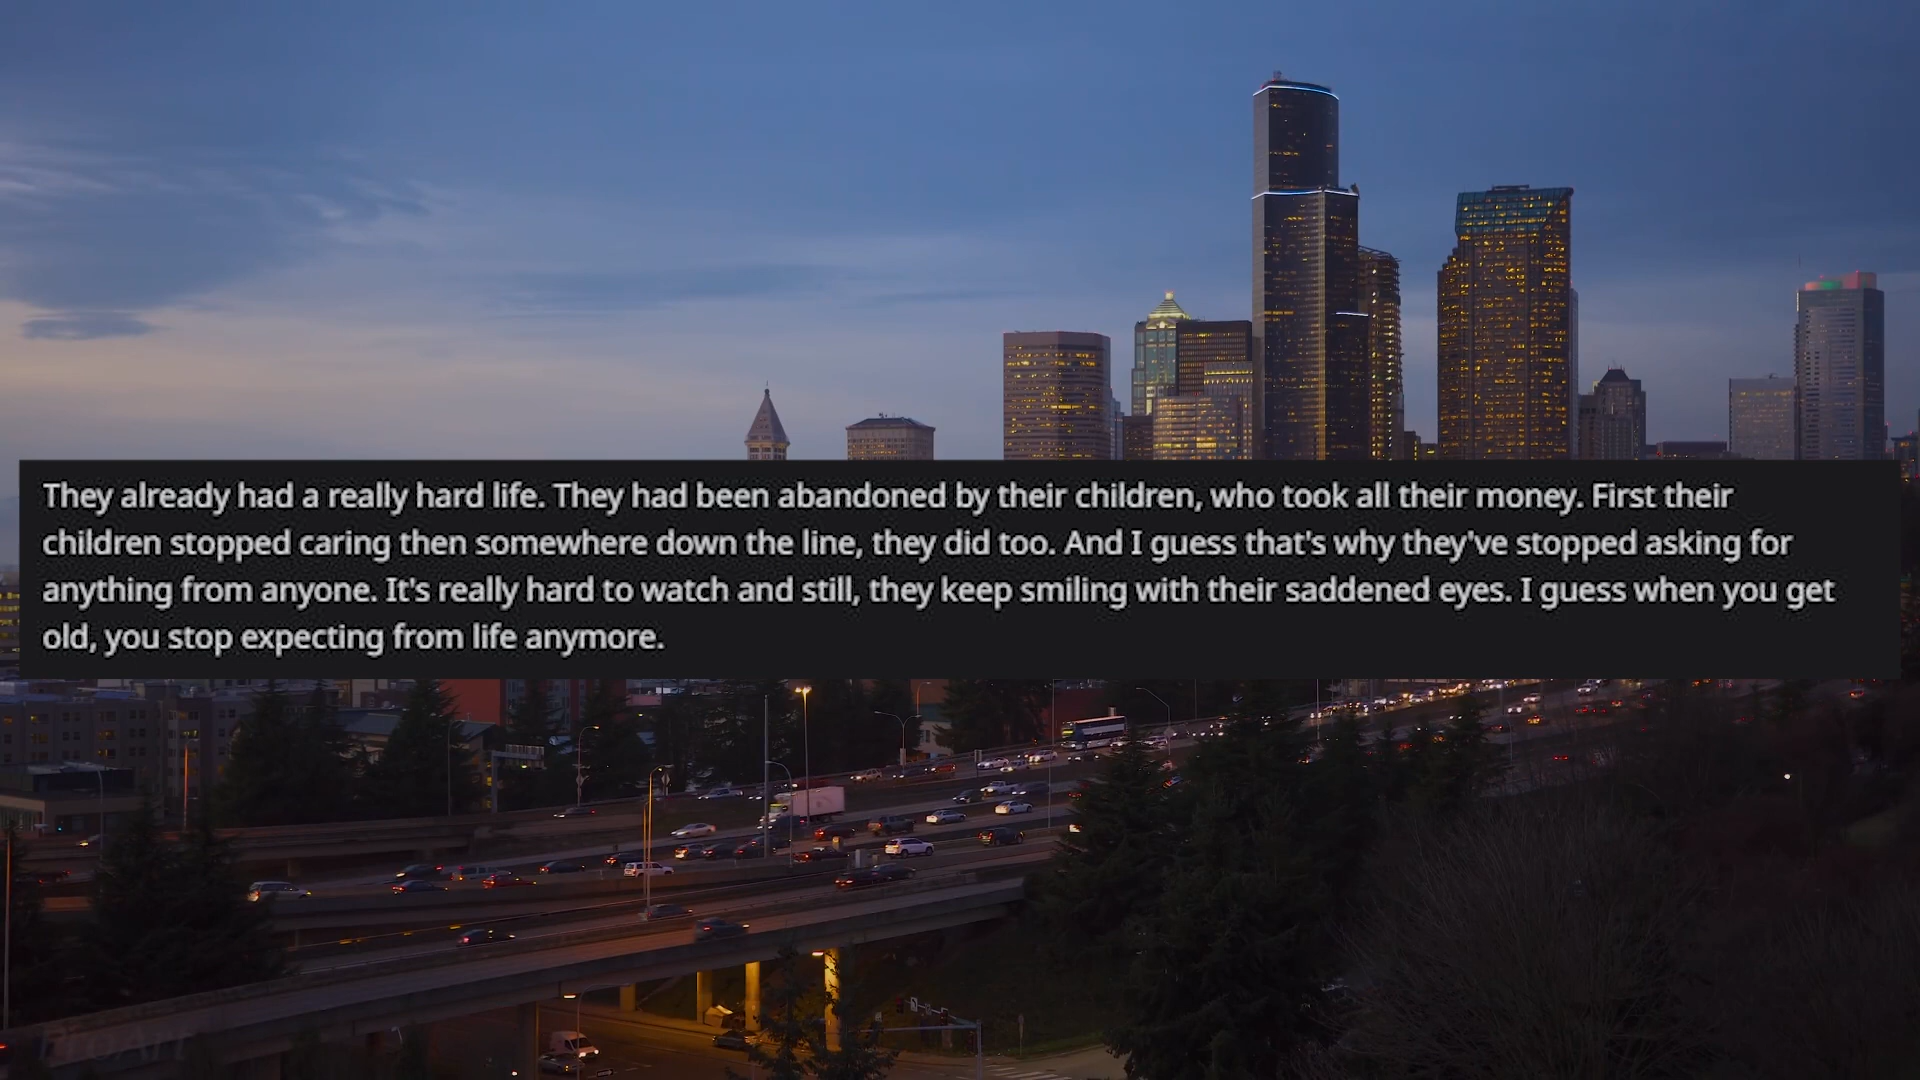 They already had a really hard life. They had been abandoned by their children, who took all their money. First their
children stopped caring then somewhere down the line, they did too. And I guess that's why they've stopped asking for
anything from anyone. It's really hard to watch and still, they keep smiling with their saddened eyes. I guess when you get
old, you stop expecting from life anymore.